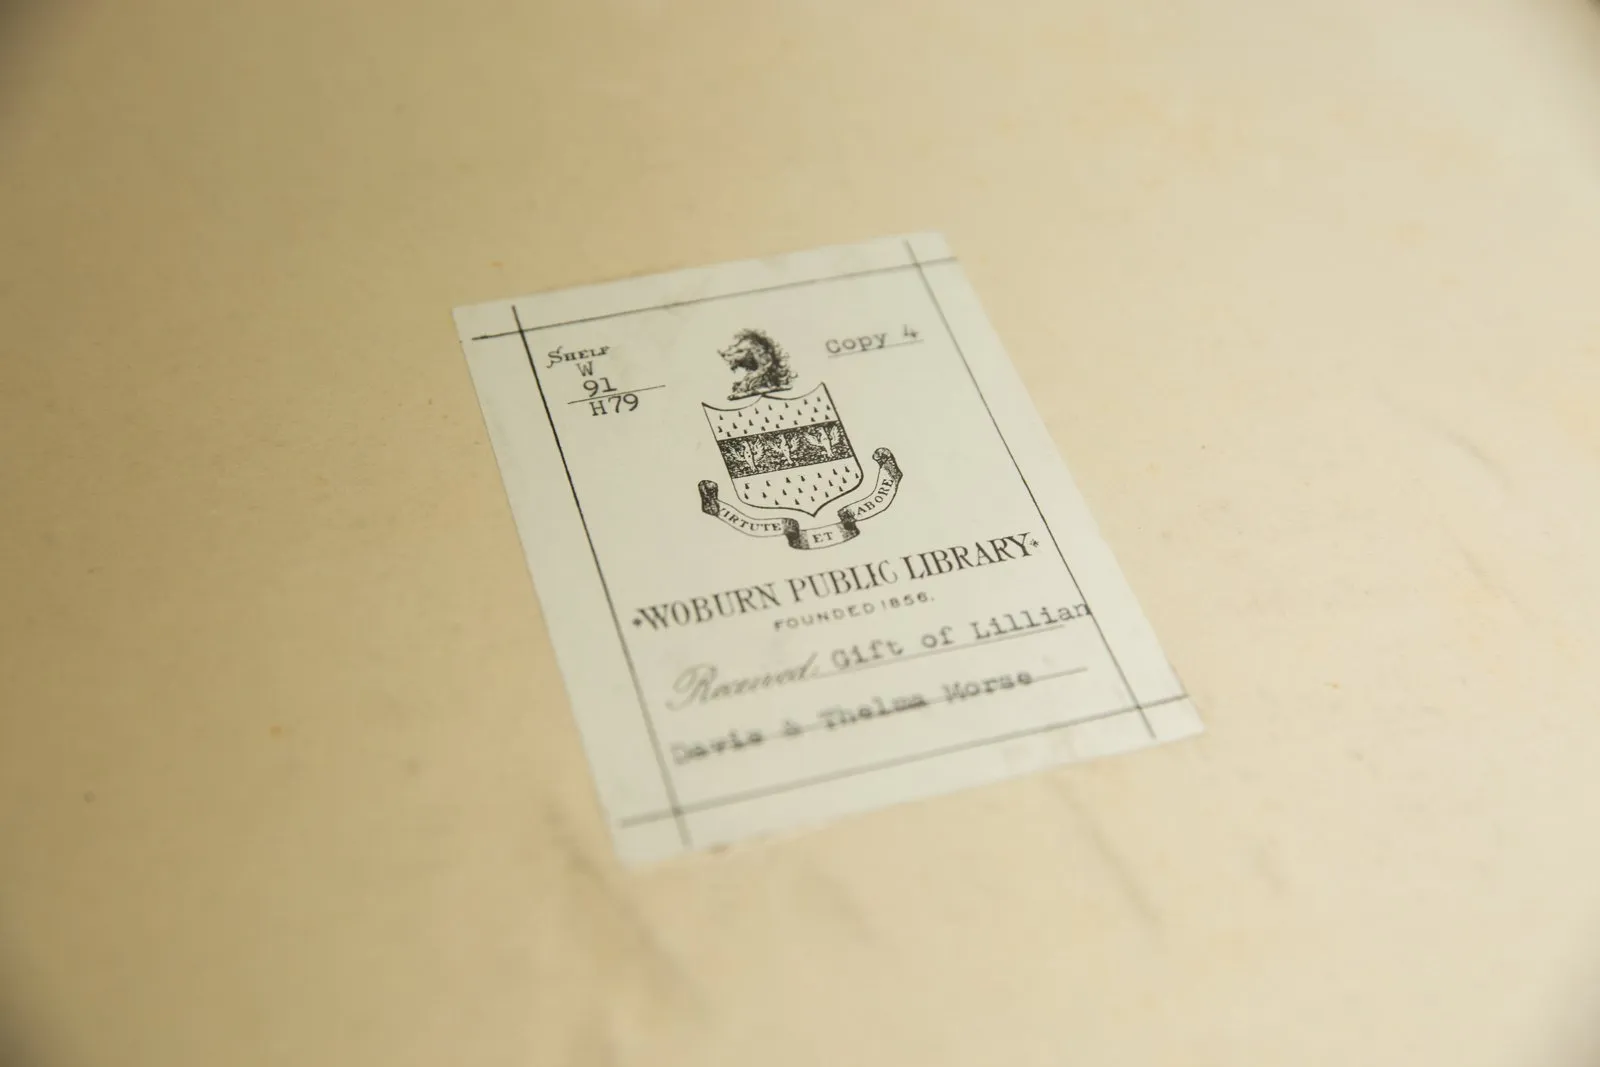 SHELF
W
91
H79
Copy 4
VIRTUTE ET LABORE
WOBURN PUBLIC LIBRARY
FOUNDED 1856.
Received Gift of Lillian
Davis & Thelma Morse